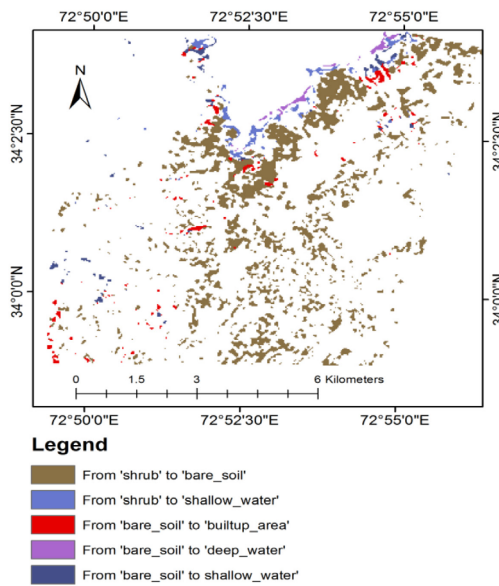 72°50'0"E 72°52'30"E 72°55'0"E
N
34°2'30"N 34°2'30"N
34°0'0"N 34°0'0"N
0 1.5 3 6 Kilometers
72°50'0"E 72°52'30"E 72°55'0"E
Legend
From 'shrub' to 'bare_soil'
From 'shrub' to 'shallow_water'
From 'bare_soil' to 'builtup_area'
From 'bare_soil' to 'deep_water'
From 'bare_soil' to shallow_water'